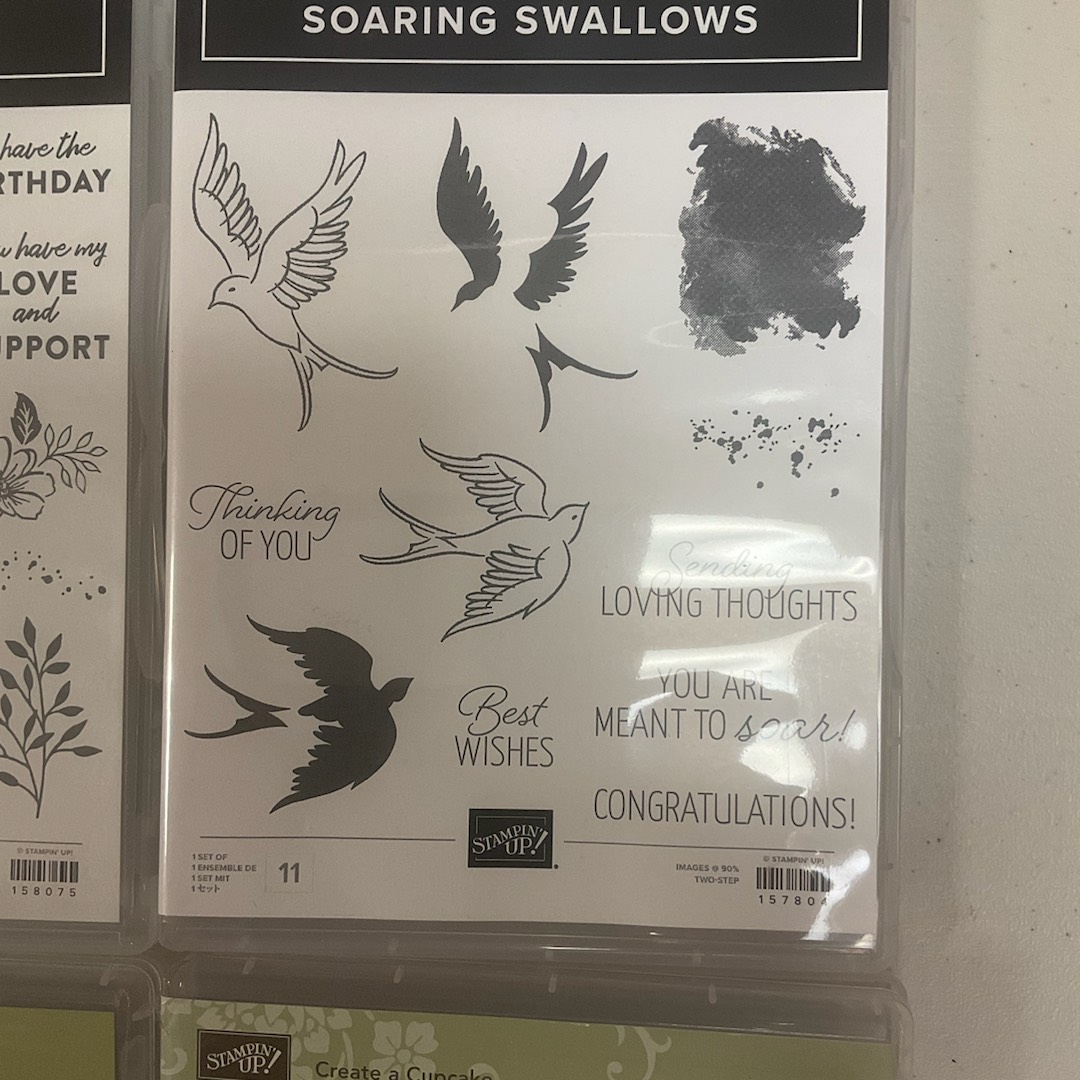 SOARING SWALLOWS
have the
RTHDAY
have my
LOVE
and
PPORT
Thinking
OF YOU
Sending
LOVING THOUGHTS
YOU ARE
MEANT TO soar!
Best
WISHES
CONGRATULATIONS!
STAMPIN'
UP!
1 SET OF
1 ENSEMBLE DE
1 SET MIT
1 セット
11
IMAGES @ 90%
TWO-STEP
© STAMPIN' UP!
15780
© STAMPIN' UP!
158075
STAMPIN'
UP!
Create a Cupcake